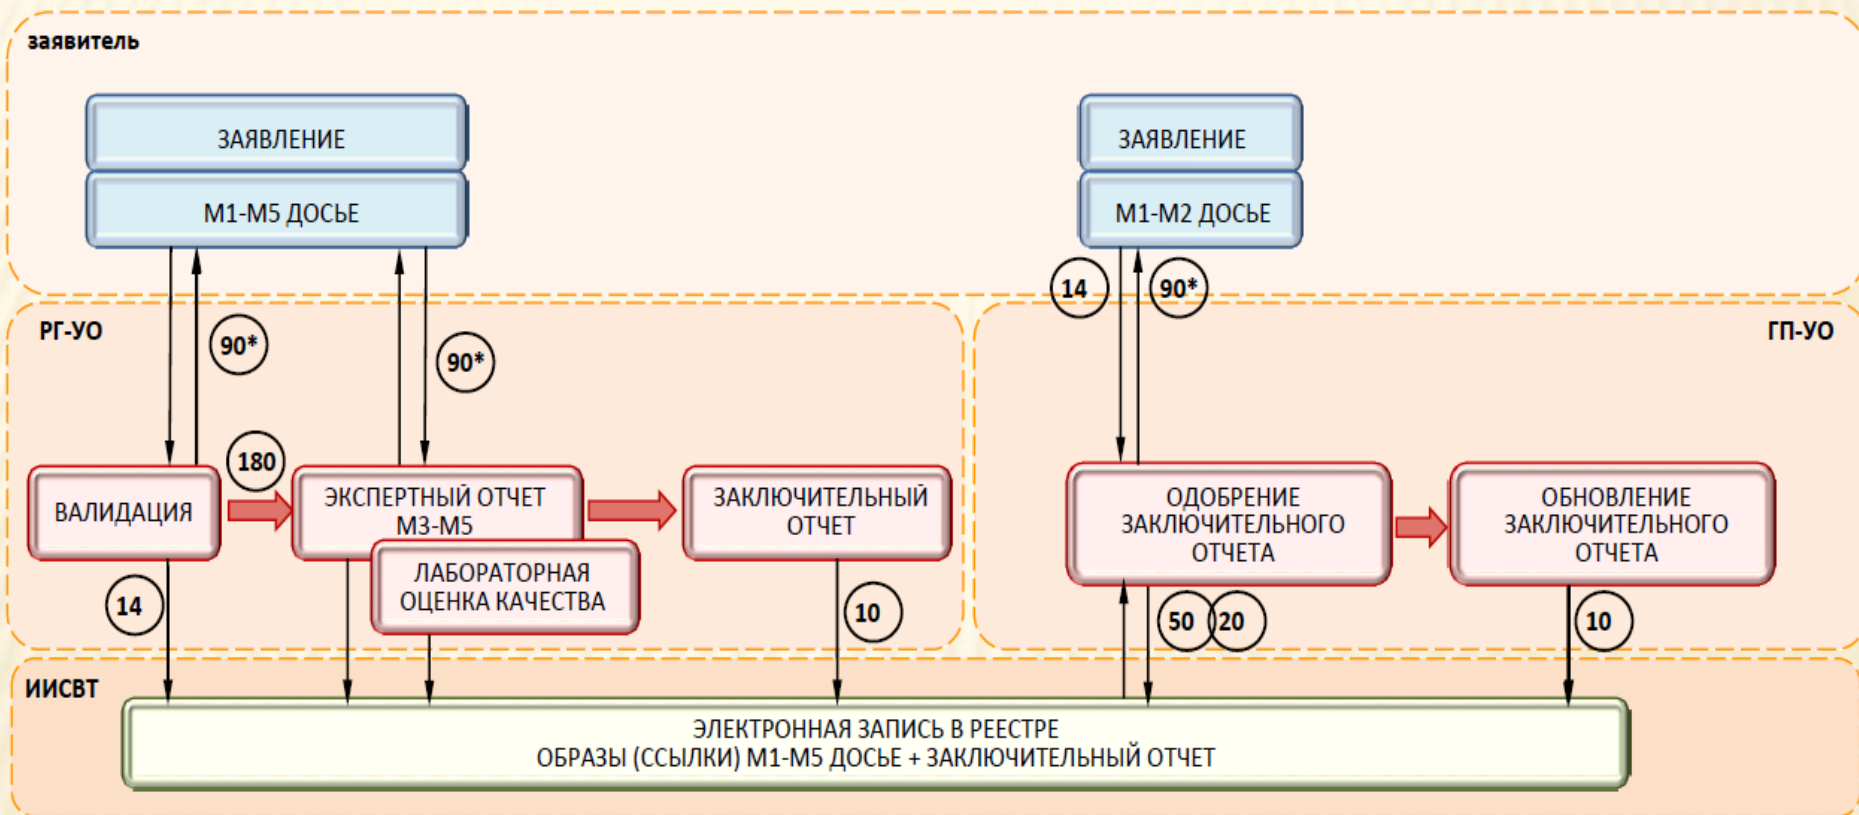 заявитель
ЗАЯВЛЕНИЕ
М1-М5 ДОСЬЕ
ЗАЯВЛЕНИЕ
М1-М2 ДОСЬЕ
14
90*
РГ-УО
ГП-УО
90*
90*
180
ВАЛИДАЦИЯ
ЭКСПЕРТНЫЙ ОТЧЕТ
М3-М5
ЗАКЛЮЧИТЕЛЬНЫЙ
ОТЧЕТ
ОДОБРЕНИЕ
ЗАКЛЮЧИТЕЛЬНОГО
ОТЧЕТА
ОБНОВЛЕНИЕ
ЗАКЛЮЧИТЕЛЬНОГО
ОТЧЕТА
ЛАБОРАТОРНАЯ
ОЦЕНКА КАЧЕСТВА
14
10
50
20
10
ИИСВТ
ЭЛЕКТРОННАЯ ЗАПИСЬ В РЕЕСТРЕ
ОБРАЗЫ (ССЫЛКИ) М1-М5 ДОСЬЕ + ЗАКЛЮЧИТЕЛЬНЫЙ ОТЧЕТ